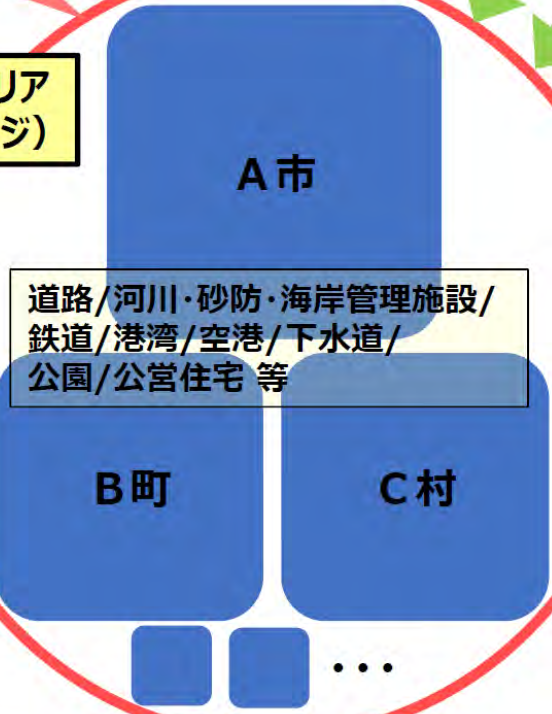 リア
ジ)
A市
道路/河川・砂防・海岸管理施設/
鉄道/港湾/空港/下水道/
公園/公営住宅 等
B町
C村
・・・